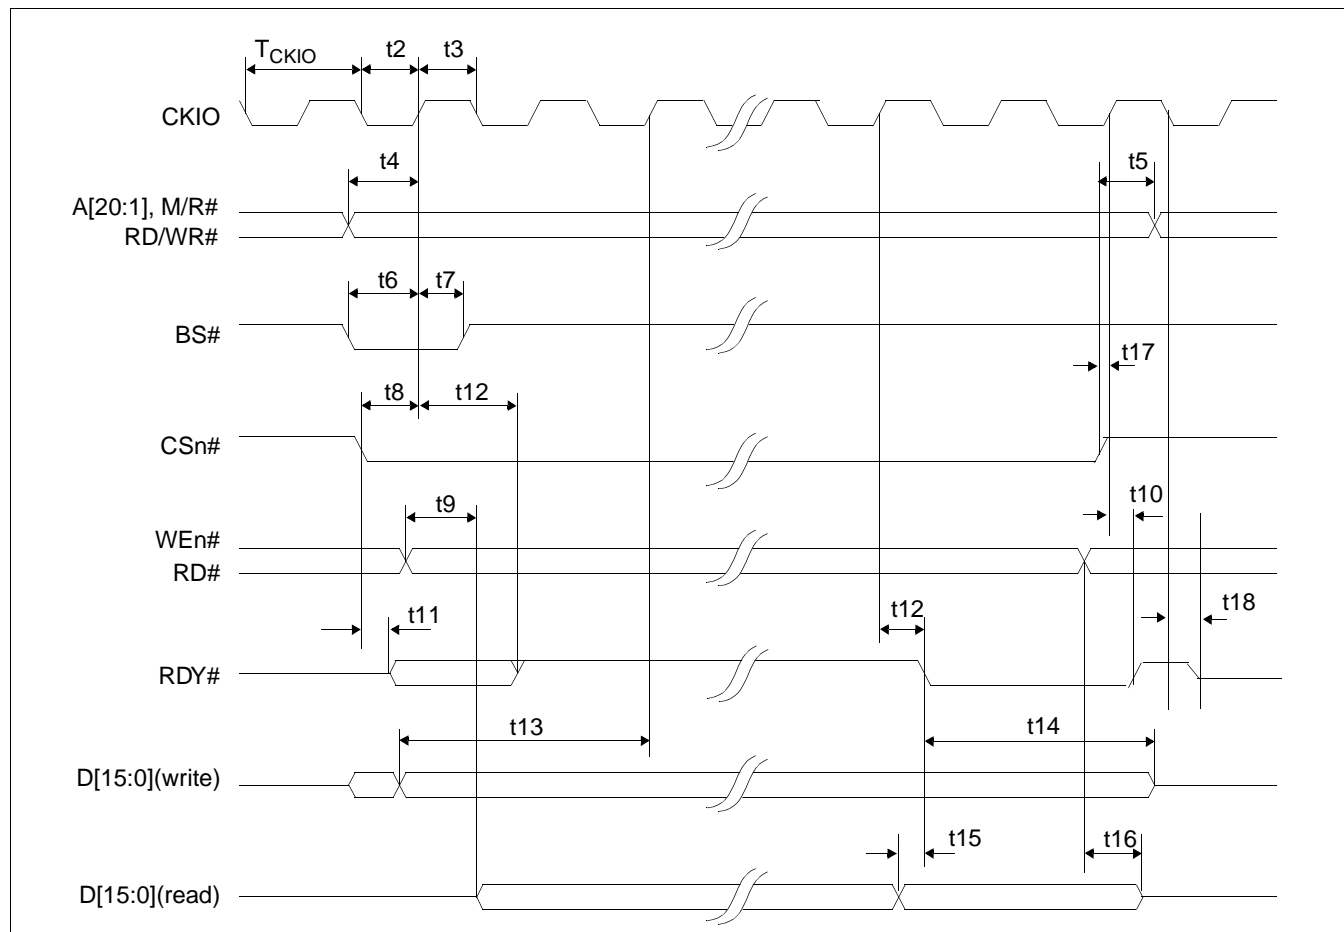 TCKIO t2 t3
CKIO
t4 t5
A[20:1], M/R#
RD/WR#
t6 t7
BS#
t17
t8 t12
CSn#
t10
t9
WEn#
RD#
t11 t12 t18
RDY#
t13 t14
D[15:0](write)
t15 t16
D[15:0](read)